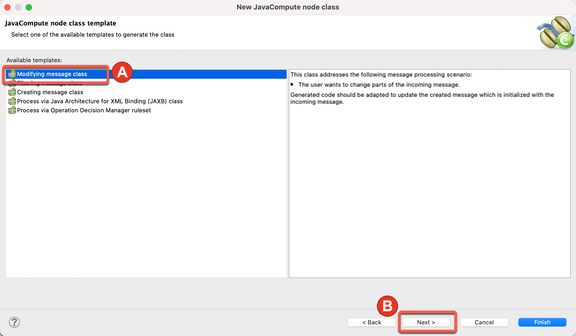 New JavaCompute node class
JavaCompute node class template
Select one of the available templates to generate the class
Available templates:
Modifying message class
A
Creating message class
Process via Java Architecture for XML Binding (JAXB) class
Process via Operation Decision Manager ruleset
This class addresses the following message processing scenario:
• The user wants to change parts of the incoming message.
Generated code should be adapted to update the created message which is initialized with the
incoming message.
B
?
< Back
Next >
Cancel
Finish